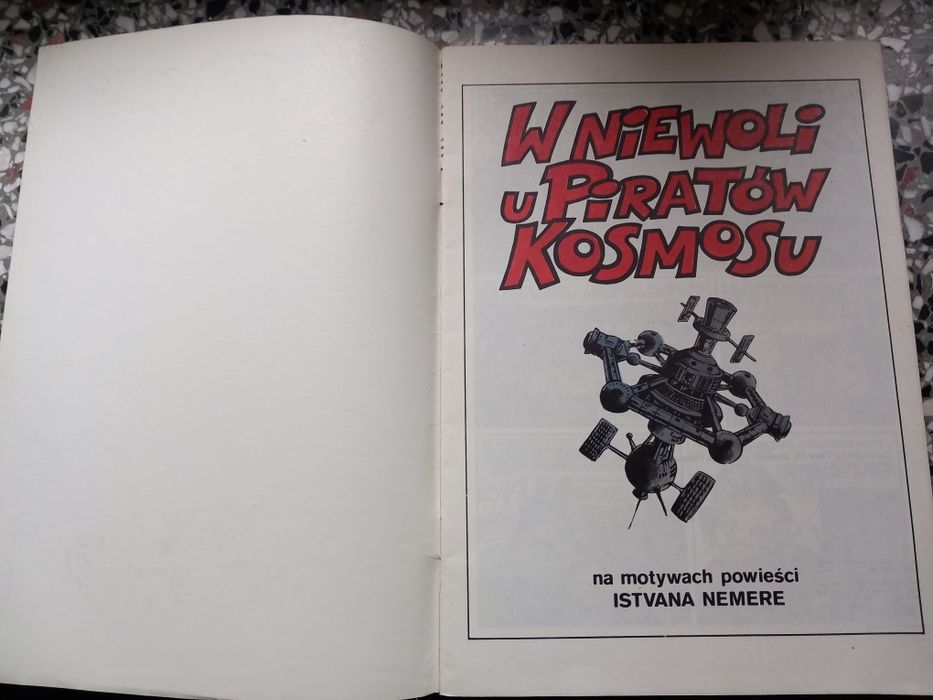 W NIEWOLI
U PIRATÓW
KOSMOSU
na motywach powieści
ISTVANA NEMERE